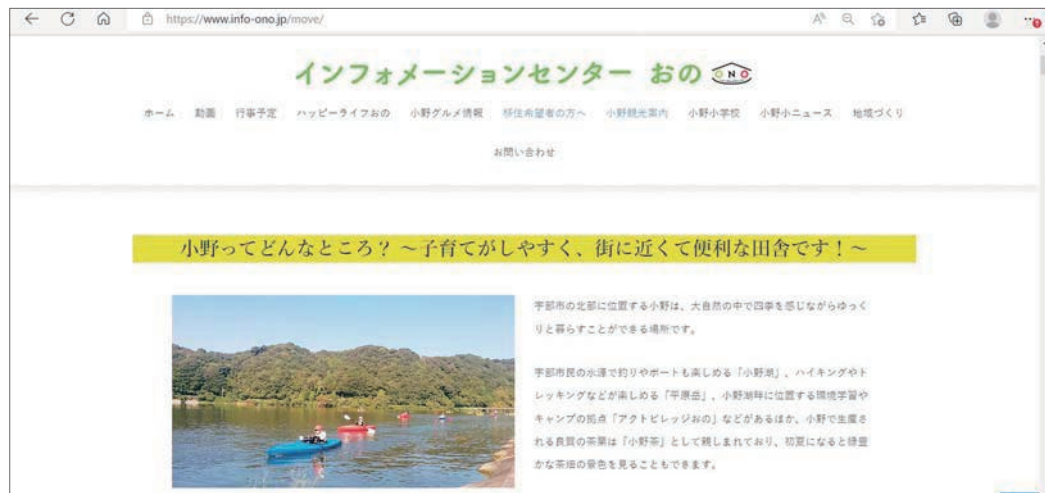 https://www.info-ono.jp/move/
インフォメーションセンター おの ONO
ホーム 動画 行事予定 ハッピーライフおの 小野グルメ情報 移住希望者の方へ 小野観光案内 小野小学校 小野小ニュース 地域づくり
お問い合わせ
小野ってどんなところ？ ～子育てがしやすく、街に近くて便利な田舎です！～
宇部市の北部に位置する小野は、大自然の中で四季を感じながらゆっく
りと暮らすことができる場所です。
宇部市民の水源で釣りやボートも楽しめる「小野湖」、ハイキングやト
レッキングなどが楽しめる「平原岳」、小野湖畔に位置する環境学習や
キャンプの拠点「アクトビレッジおの」などがあるほか、小野で生産さ
れる良質の茶葉は「小野茶」として親しまれており、初夏になると緑豊
かな茶畑の景色を見ることもできます。